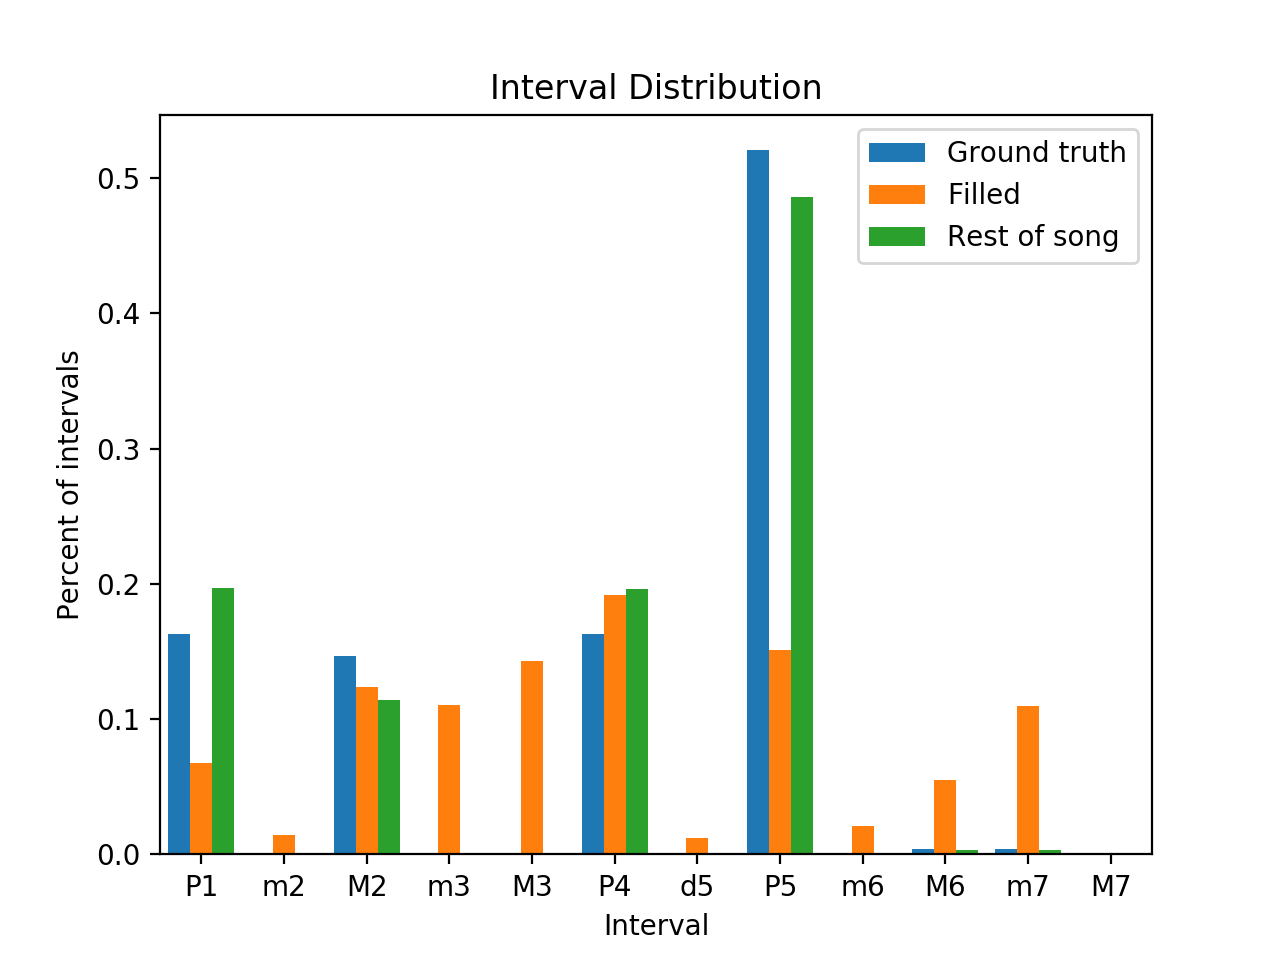 Interval Distribution
Ground truth
Filled
Rest of song
Percent of intervals
0.5
0.4
0.3
0.2
0.1
0.0
P1 m2 M2 m3 M3 P4 d5 P5 m6 M6 m7 M7
Interval